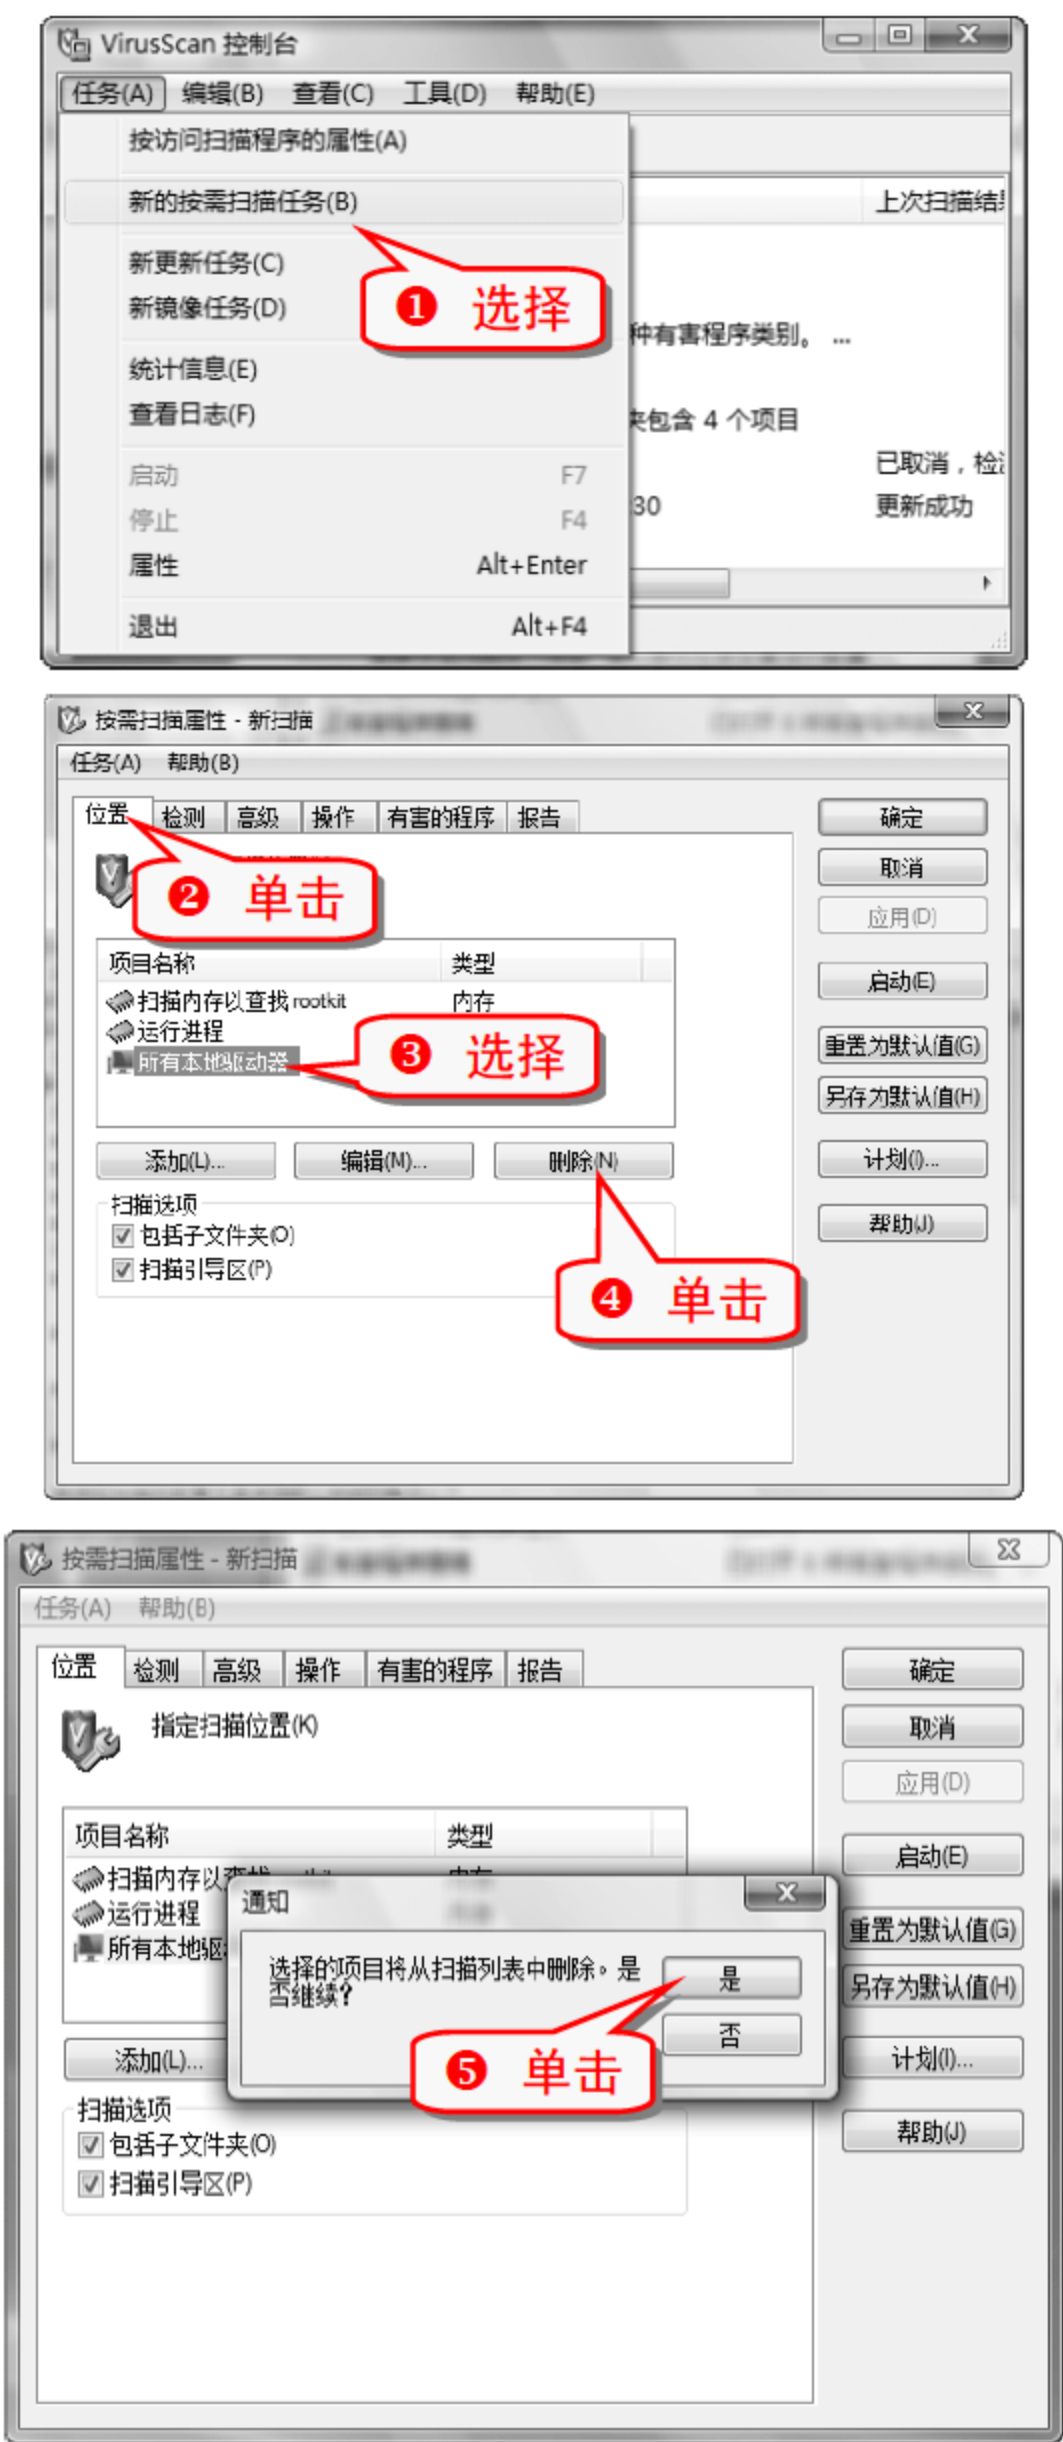 VirusScan 控制台
任务(A) 编辑(B) 查看(C) 工具(D) 帮助(E)
按访问扫描程序的属性(A)
新的按需扫描任务(B)
上次扫描结
新更新任务(C)
❶ 选择
新镜像任务(D)
种有害程序类别。 ...
统计信息(E)
查看日志(F)
夹包含 4 个项目
已取消，检
启动 F7
30 更新成功
停止 F4
属性 Alt+Enter
退出 Alt+F4
按需扫描属性 - 新扫描
任务(A) 帮助(B)
位置 检测 高级 操作 有害的程序 报告
确定
取消
❷ 单击
应用(D)
项目名称 类型
启动(E)
扫描内存以查找 rootkit 内存
运行进程
❸ 选择
所有本地驱动器
重置为默认值(G)
另存为默认值(H)
添加(L)... 编辑(M)... 删除(N)
计划(I)...
扫描选项
包括子文件夹(O)
帮助(J)
扫描引导区(P)
❹ 单击
按需扫描属性 - 新扫描
任务(A) 帮助(B)
位置 检测 高级 操作 有害的程序 报告
确定
指定扫描位置(K)
取消
应用(D)
项目名称 类型
启动(E)
扫描内存以
通知
运行进程
重置为默认值(G)
所有本地驱
选择的项目将从扫描列表中删除。是
否继续?
是
另存为默认值(H)
否
添加(L)...
❺ 单击
计划(I)...
扫描选项
帮助(J)
包括子文件夹(O)
扫描引导区(P)